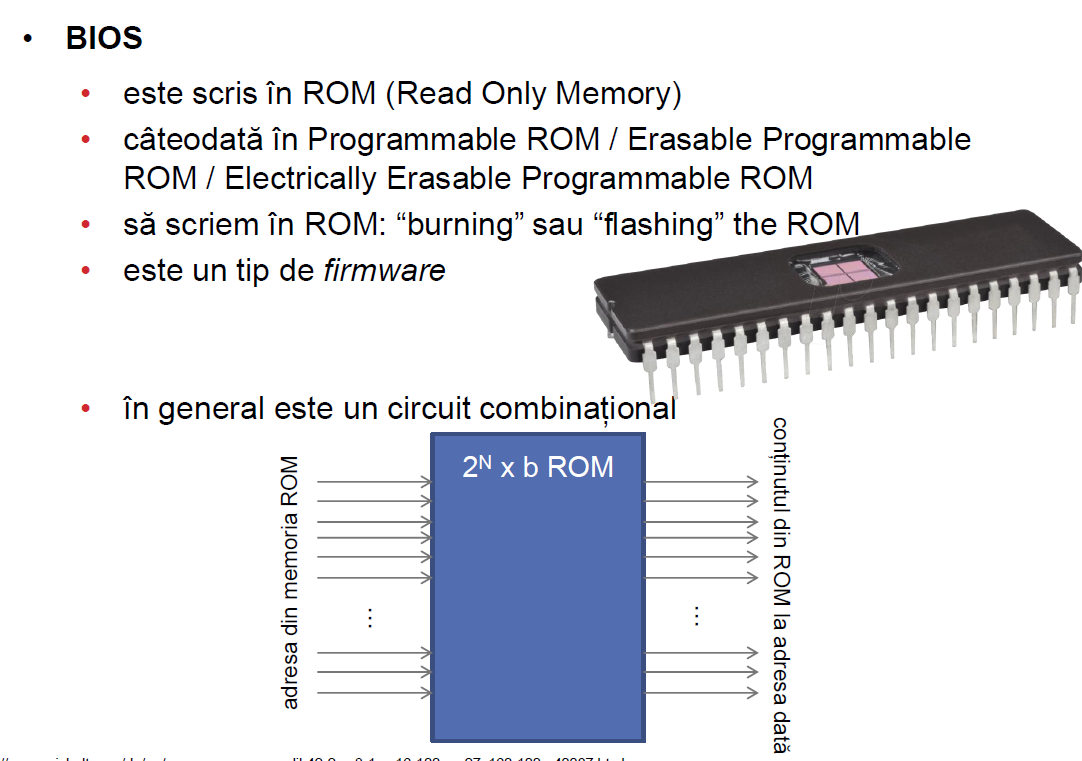 • BIOS
• este scris în ROM (Read Only Memory)
• câteodată în Programmable ROM / Erasable Programmable
ROM / Electrically Erasable Programmable ROM
• să scriem în ROM: “burning” sau “flashing” the ROM
• este un tip de firmware
• în general este un circuit combinațional
2ᴺ x b ROM
adresa din memoria ROM
...
...
conținutul din ROM la adresa dată